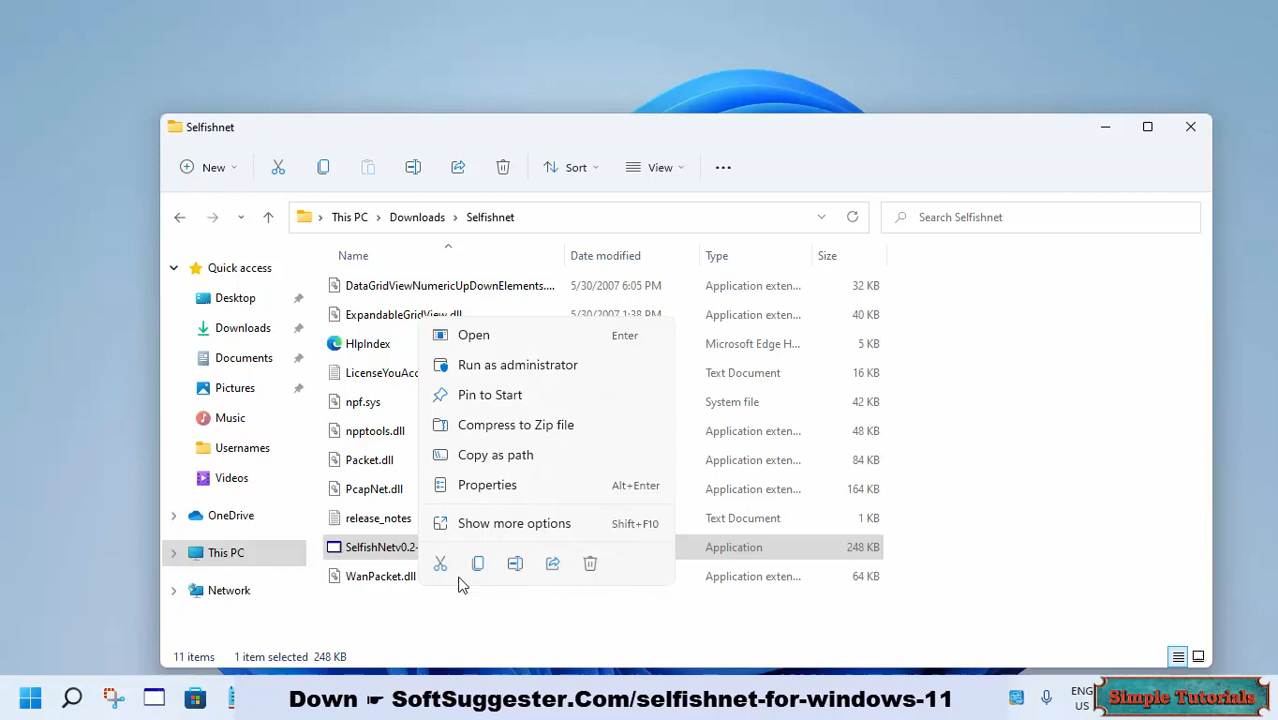 Selfishnet
New
Sort
View
This PC
Downloads
Selfishnet
Search Selfishnet
Name
Date modified
Type
Size
Quick access
Desktop
Downloads
Documents
Pictures
Music
Usernames
Videos
OneDrive
This PC
Network
DataGridViewNumericUpDownElements.... 5/30/2007 6:05 PM Application exten... 32 KB
ExpandableGridView.dll 5/30/2007 1:38 PM Application exten... 40 KB
HlpIndex Microsoft Edge H... 5 KB
LicenseYouAcc Text Document 16 KB
npf.sys System file 42 KB
npptools.dll Application exten... 48 KB
Packet.dll Application exten... 84 KB
PcapNet.dll Application exten... 164 KB
release_notes Text Document 18 KB
SelfishNetv0.2- Application 248 KB
WanPacket.dll Application exten... 64 KB
Open Enter
Run as administrator
Pin to Start
Compress to Zip file
Copy as path
Properties Alt+Enter
Show more options Shift+F10
11 items 1 item selected 248 KB
Down ☛ SoftSuggester.Com/selfishnet-for-windows-11
ENG
US
Simple Tutorials